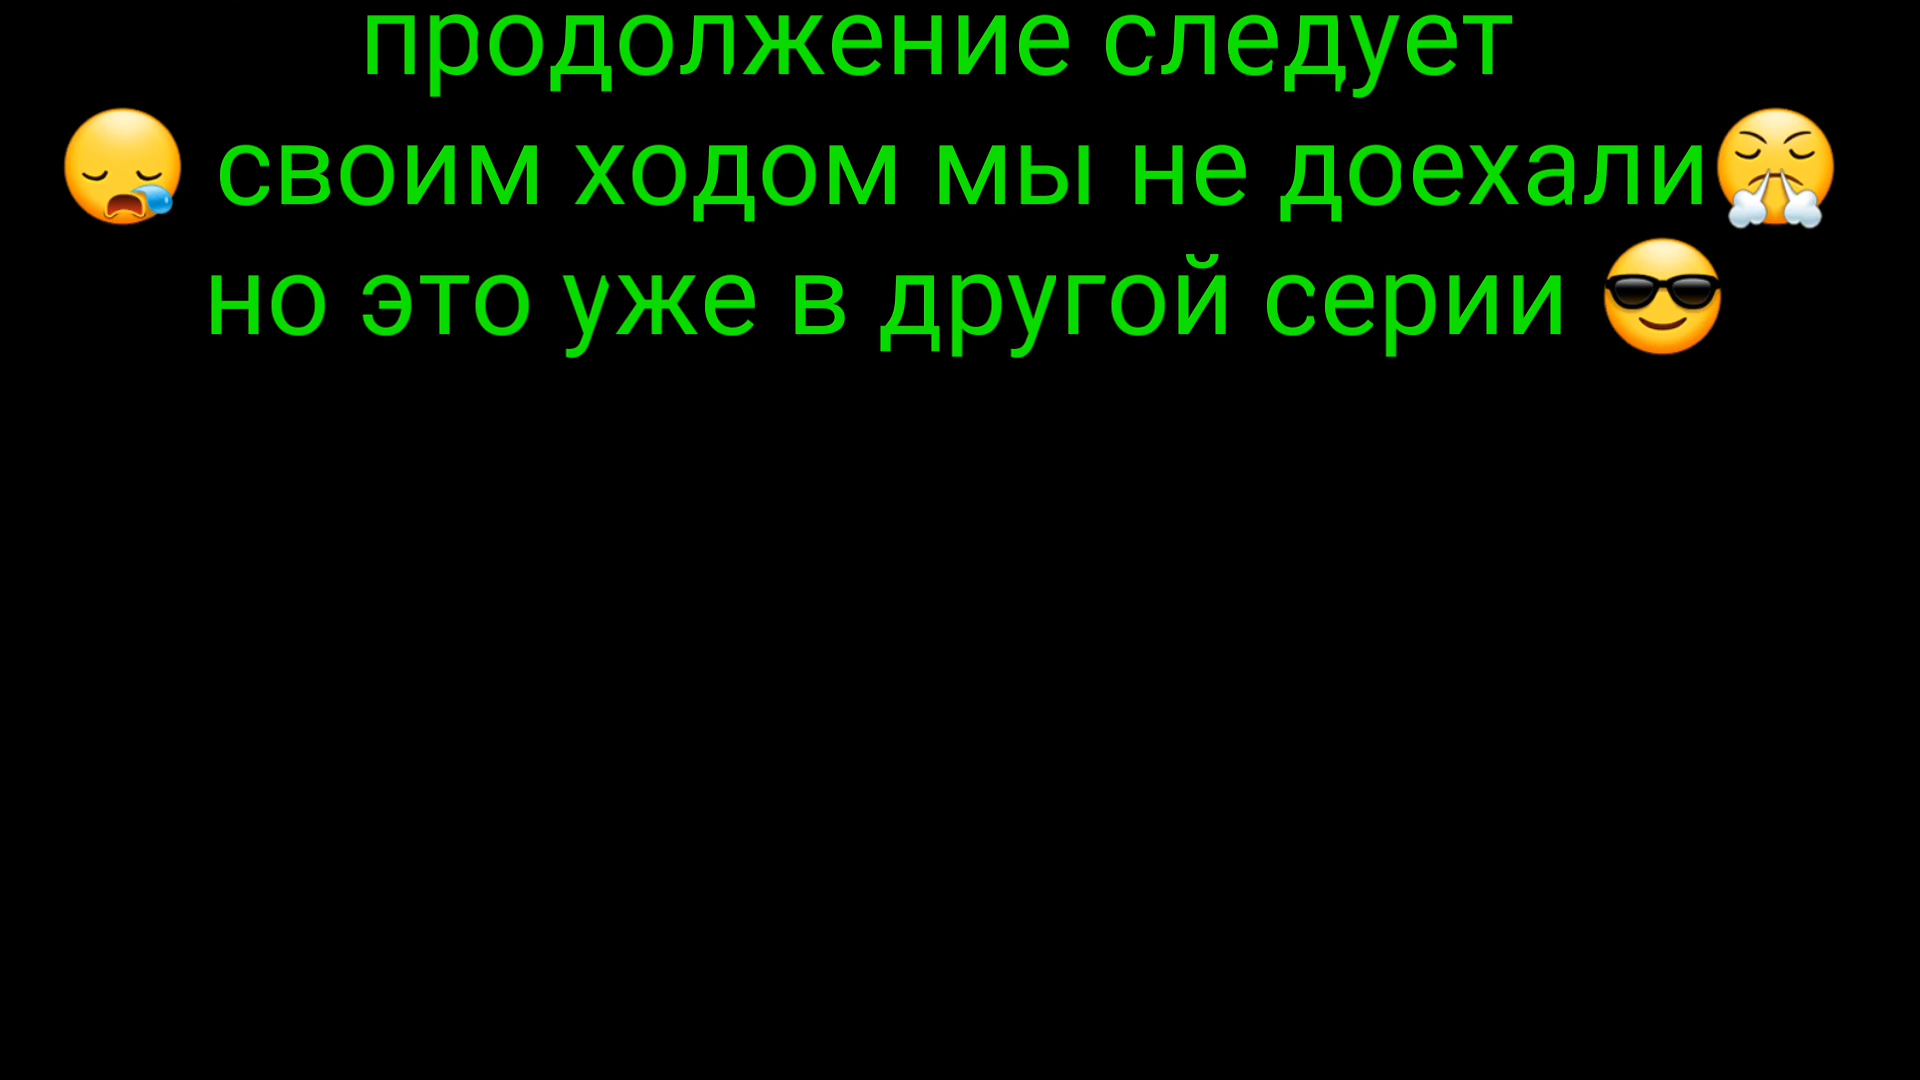 продолжение следует
😪 своим ходом мы не доехали😤
но это уже в другой серии 😎